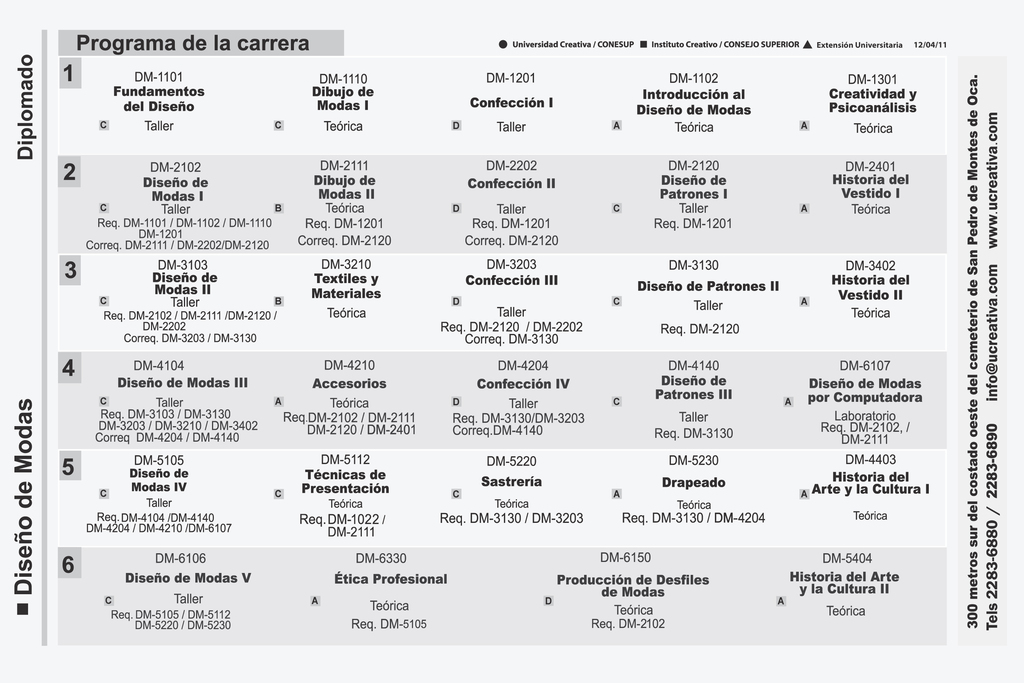 Programa de la carrera
● Universidad Creativa / CONESUP ■ Instituto Creativo / CONSEJO SUPERIOR ▲ Extensión Universitaria 12/04/11
Diplomado
■ Diseño de Modas
1
DM-1101
Fundamentos
del Diseño
C Taller
DM-1110
Dibujo de
Modas I
C Teórica
DM-1201
Confección I
D Taller
DM-1102
Introducción al
Diseño de Modas
A Teórica
DM-1301
Creatividad y
Psicoanálisis
A Teórica
2
DM-2102
Diseño de
Modas I
C Taller
Req. DM-1101 / DM-1102 / DM-1110
DM-1201
Correq. DM-2111 / DM-2202/DM-2120
DM-2111
Dibujo de
Modas II
B Teórica
Req. DM-1201
Correq. DM-2120
DM-2202
Confección II
D Taller
Req. DM-1201
Correq. DM-2120
DM-2120
Diseño de
Patrones I
C Taller
Req. DM-1201
DM-2401
Historia del
Vestido I
A Teórica
3
DM-3103
Diseño de
Modas II
C Taller
Req. DM-2102 / DM-2111 /DM-2120 /
DM-2202
Correq. DM-3203 / DM-3130
DM-3210
Textiles y
Materiales
B Teórica
DM-3203
Confección III
D Taller
Req. DM-2120 / DM-2202
Correq. DM-3130
DM-3130
Diseño de Patrones II
C Taller
Req. DM-2120
DM-3402
Historia del
Vestido II
A Teórica
4
DM-4104
Diseño de Modas III
C Taller
Req. DM-3103 / DM-3130
DM-3203 / DM-3210 / DM-3402
Correq DM-4204 / DM-4140
DM-4210
Accesorios
A Teórica
Req.DM-2102 / DM-2111
DM-2120 / DM-2401
DM-4204
Confección IV
D Taller
Req. DM-3130/DM-3203
Correq.DM-4140
DM-4140
Diseño de
Patrones III
C Taller
Req. DM-3130
DM-6107
Diseño de Modas
por Computadora
A Laboratorio
Req. DM-2102, /
DM-2111
5
DM-5105
Diseño de
Modas IV
C Taller
Req. DM-4104 /DM-4140
DM-4204 / DM-4210 /DM-6107
DM-5112
Técnicas de
Presentación
C Teórica
Req. DM-1022 /
DM-2111
DM-5220
Sastrería
C Teórica
Req. DM-3130 / DM-3203
DM-5230
Drapeado
A Teórica
Req. DM-3130 / DM-4204
DM-4403
Historia del
A Arte y la Cultura I
Teórica
6
DM-6106
Diseño de Modas V
C Taller
Req. DM-5105 / DM-5112
DM-5220 / DM-5230
DM-6330
Ética Profesional
A Teórica
Req. DM-5105
DM-6150
Producción de Desfiles
de Modas
D Teórica
Req. DM-2102
DM-5404
Historia del Arte
y la Cultura II
A Teórica
300 metros sur del costado oeste del cemeterio de San Pedro de Montes de Oca.
Tels 2283-6880 / 2283-6890 info@ucreativa.com www.ucreativa.com